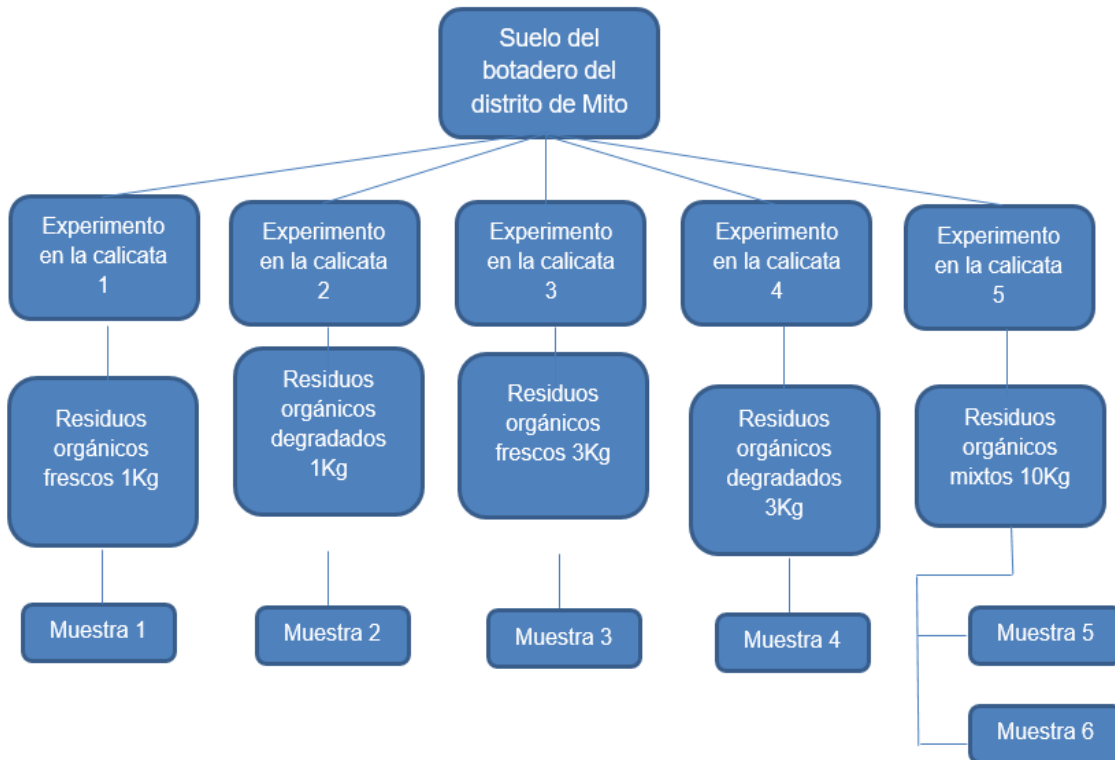 Suelo del
botadero del
distrito de Mito
Experimento
en la calicata
1
Experimento
en la calicata
2
Experimento
en la calicata
3
Experimento
en la calicata
4
Experimento
en la calicata
5
Residuos
orgánicos
frescos 1Kg
Residuos
orgánicos
degradados
1Kg
Residuos
orgánicos
frescos 3Kg
Residuos
orgánicos
degradados
3Kg
Residuos
orgánicos
mixtos 10Kg
Muestra 1
Muestra 2
Muestra 3
Muestra 4
Muestra 5
Muestra 6